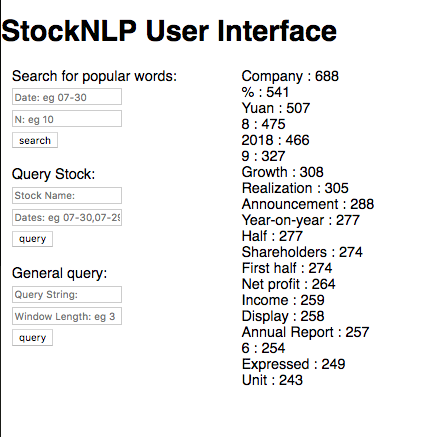 StockNLP User Interface
Search for popular words:
Date: eg 07-30
N: eg 10
search
Query Stock:
Stock Name:
Dates: eg 07-30,07-29
query
General query:
Query String:
Window Length: eg 3
query
Company : 688
% : 541
Yuan : 507
8 : 475
2018 : 466
9 : 327
Growth : 308
Realization : 305
Announcement : 288
Year-on-year : 277
Half : 277
Shareholders : 274
First half : 274
Net profit : 264
Income : 259
Display : 258
Annual Report : 257
6 : 254
Expressed : 249
Unit : 243